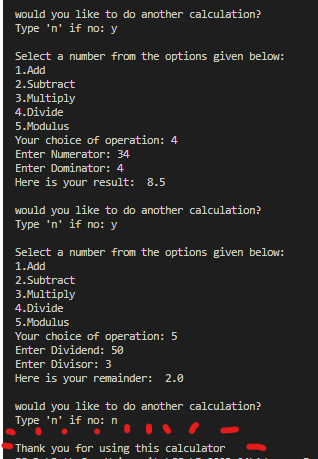 would you like to do another calculation?
Type 'n' if no: y
Select a number from the options given below:
1.Add
2.Subtract
3.Multiply
4.Divide
5.Modulus
Your choice of operation: 4
Enter Numerator: 34
Enter Dominator: 4
Here is your result:  8.5
would you like to do another calculation?
Type 'n' if no: y
Select a number from the options given below:
1.Add
2.Subtract
3.Multiply
4.Divide
5.Modulus
Your choice of operation: 5
Enter Dividend: 50
Enter Divisor: 3
Here is your remainder:  2.0
would you like to do another calculation?
Type 'n' if no: n
Thank you for using this calculator